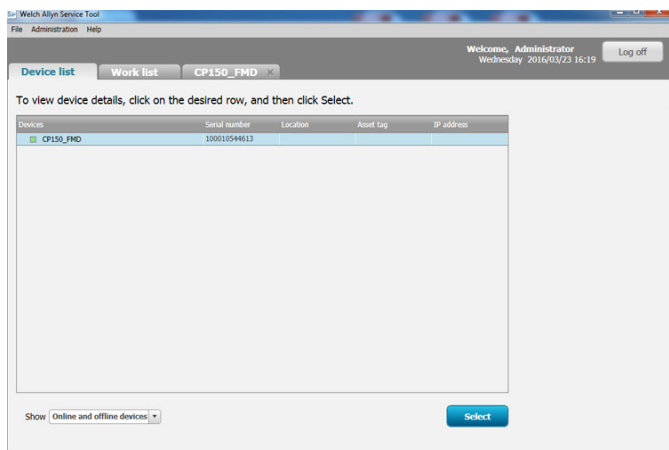 Welch Allyn Service Tool
File Administration Help
Welcome, Administrator
Wednesday 2016/03/23 16:19
Log off
Device list Work list CP150_FMD ×
To view device details, click on the desired row, and then click Select.
Devices Serial number Location Asset tag IP address
CP150_FMD 100010544613
Show Online and offline devices Select